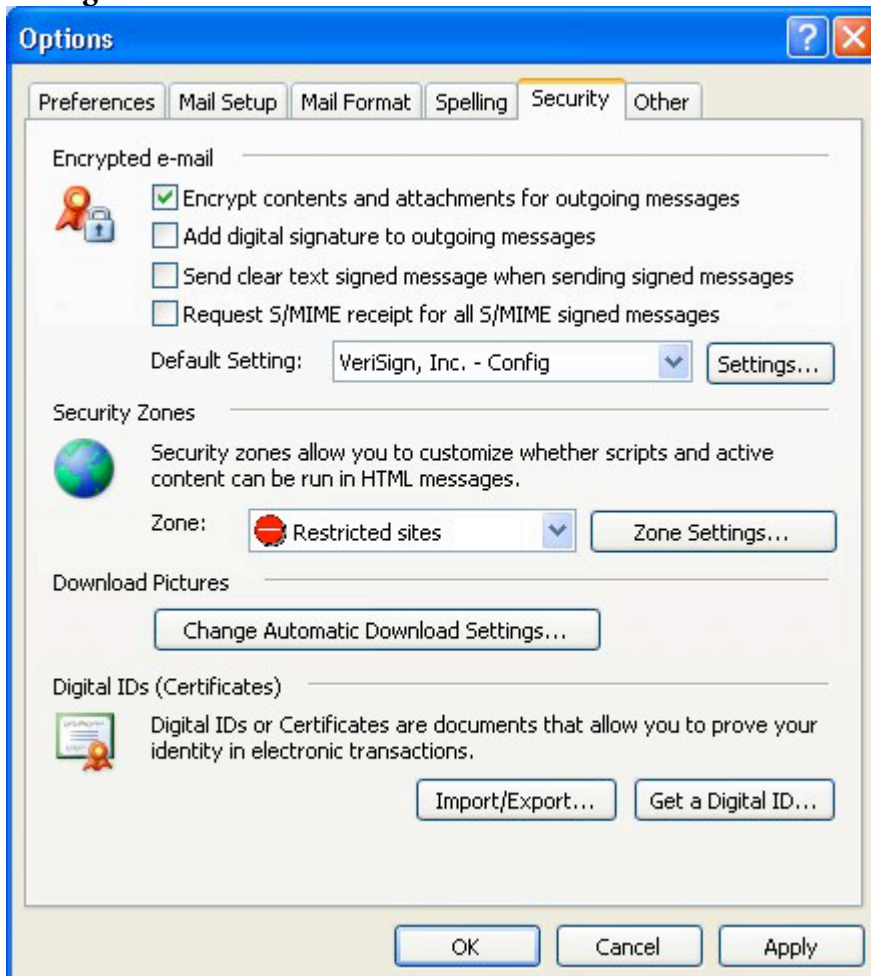 Options
Preferences Mail Setup Mail Format Spelling Security Other
Encrypted e-mail
Encrypt contents and attachments for outgoing messages
Add digital signature to outgoing messages
Send clear text signed message when sending signed messages
Request S/MIME receipt for all S/MIME signed messages
Default Setting: VeriSign, Inc. - Config Settings...
Security Zones
Security zones allow you to customize whether scripts and active
content can be run in HTML messages.
Zone: Restricted sites Zone Settings...
Download Pictures
Change Automatic Download Settings...
Digital IDs (Certificates)
Digital IDs or Certificates are documents that allow you to prove your
identity in electronic transactions.
Import/Export... Get a Digital ID...
OK Cancel Apply